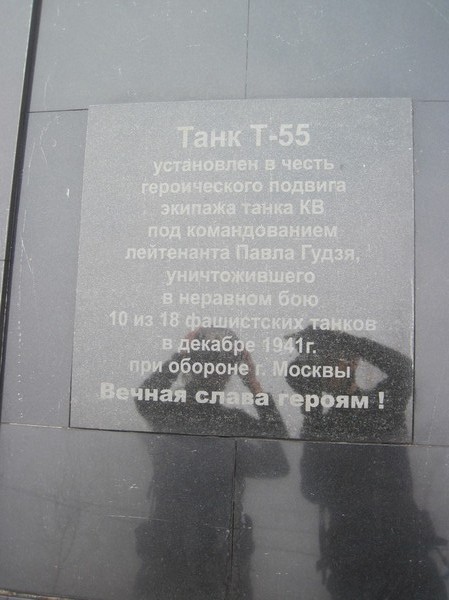 Танк Т-55
установлен в честь
героического подвига
экипажа танка КВ
под командованием
лейтенанта Павла Гудзя,
уничтожившего
в неравном бою
10 из 18 фашистских танков
в декабре 1941г.
при обороне г. Москвы
Вечная слава героям !